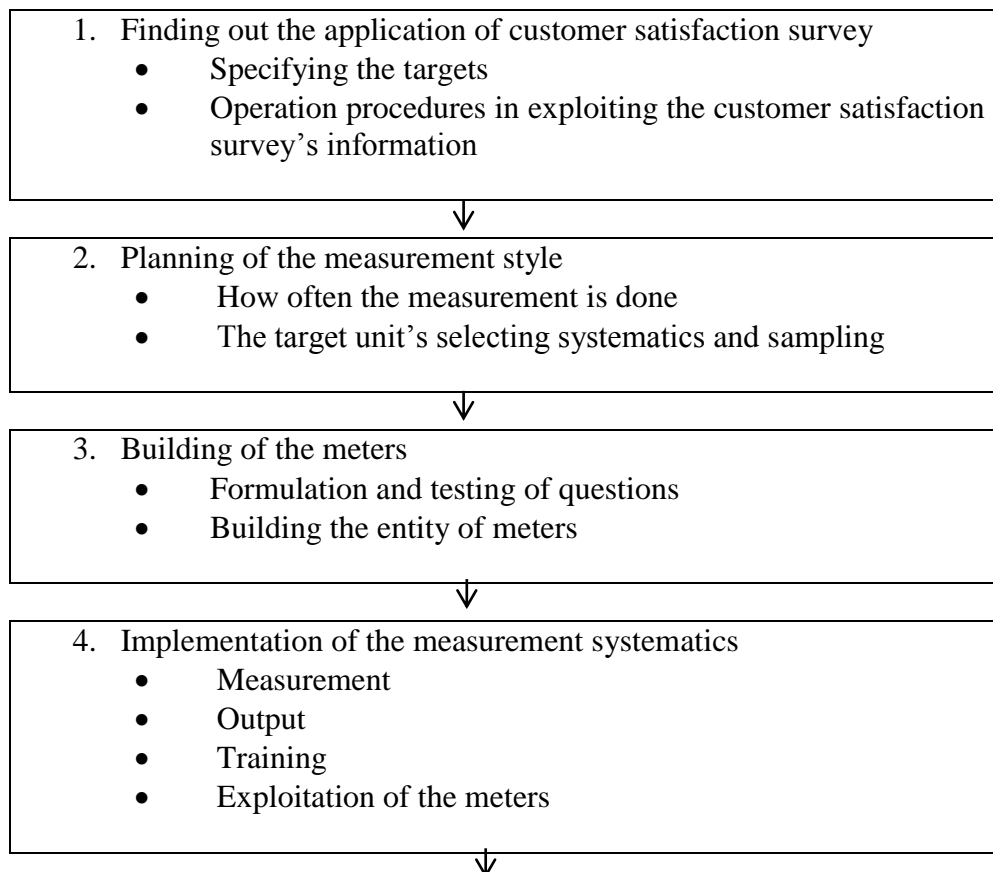 1. Finding out the application of customer satisfaction survey
• Specifying the targets
• Operation procedures in exploiting the customer satisfaction
survey’s information
2. Planning of the measurement style
• How often the measurement is done
• The target unit’s selecting systematics and sampling
3. Building of the meters
• Formulation and testing of questions
• Building the entity of meters
4. Implementation of the measurement systematics
• Measurement
• Output
• Training
• Exploitation of the meters